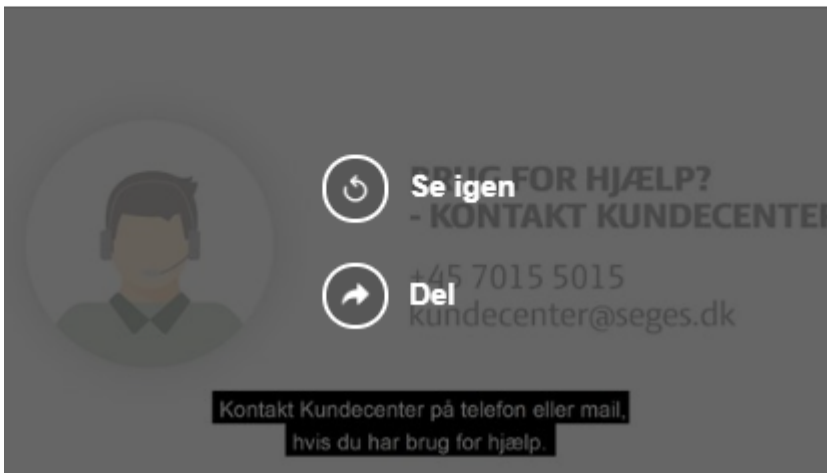 Se igen
BRUG FOR HJÆLP?
- KONTAKT KUNDECENTER
Del
+45 7015 5015
kundecenter@seges.dk
Kontakt Kundecenter på telefon eller mail,
hvis du har brug for hjælp.